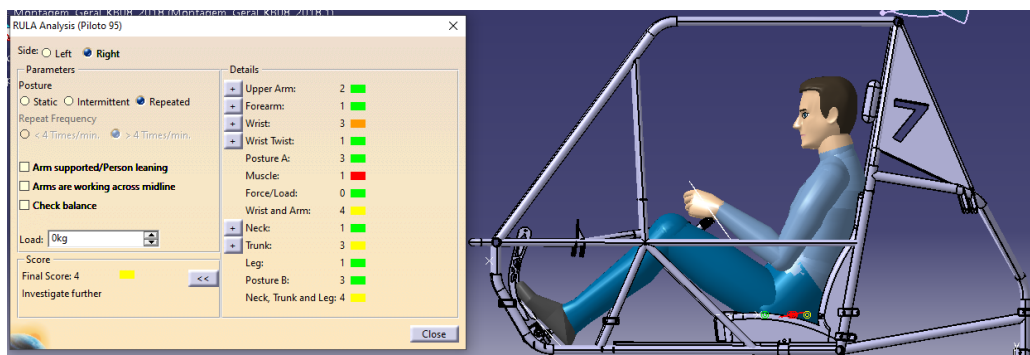 Montagem_Geral_KB08_2018 (Montagem_Geral_KB08_2018.1)
RULA Analysis (Piloto 95)
Side: Left Right
Parameters
Posture
Static Intermittent Repeated
Repeat Frequency
< 4 Times/min. > 4 Times/min.
Arm supported/Person leaning
Arms are working across midline
Check balance
Load: 0kg
Score
Final Score: 4
<<
Investigate further
Details
+ Upper Arm: 2
+ Forearm: 1
+ Wrist: 3
+ Wrist Twist: 1
Posture A: 3
Muscle: 1
Force/Load: 0
Wrist and Arm: 4
+ Neck: 1
+ Trunk: 3
Leg: 1
Posture B: 3
Neck, Trunk and Leg: 4
Close
7